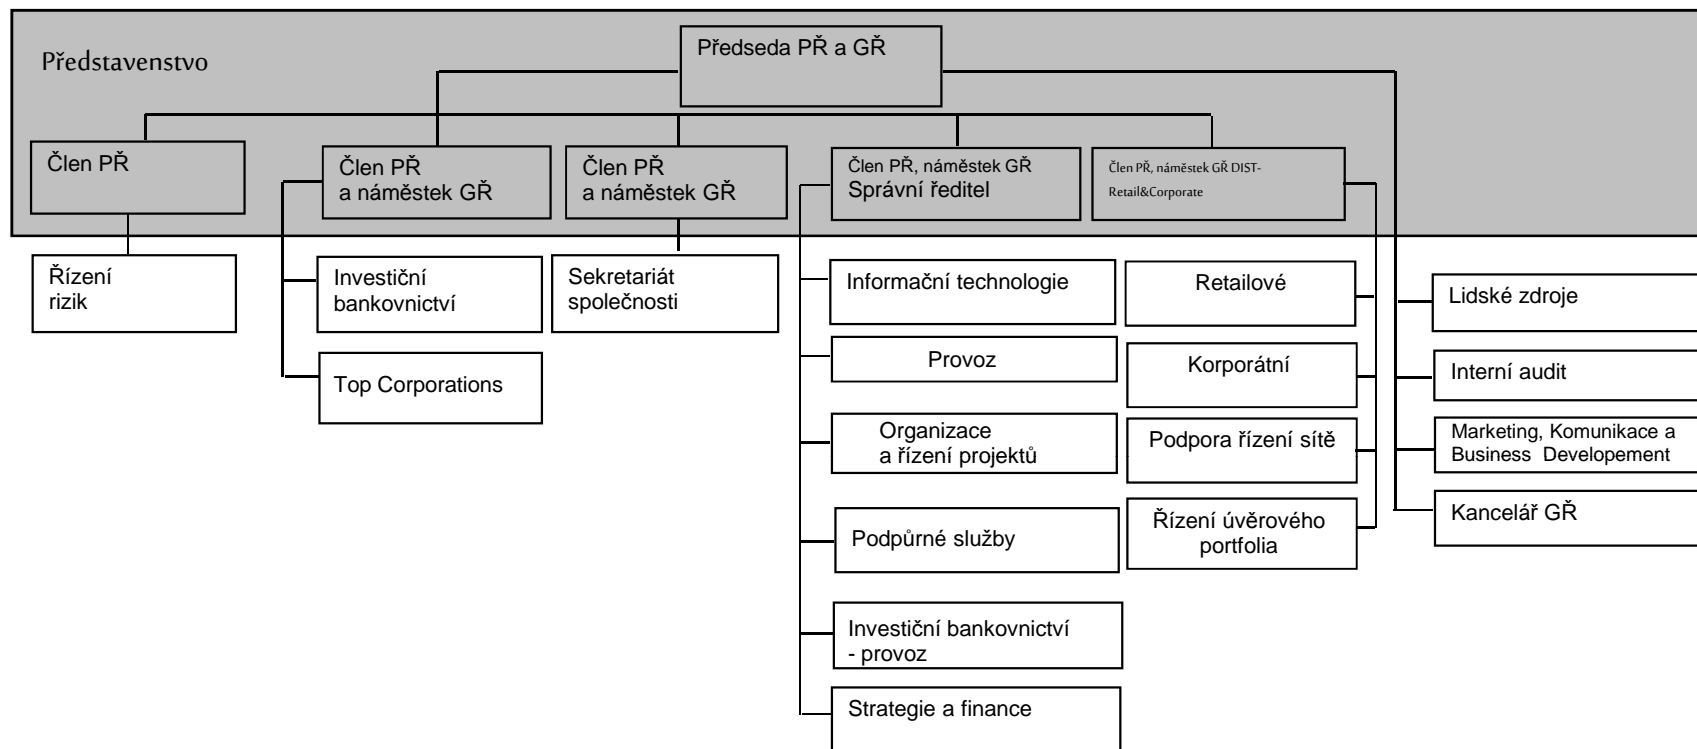 Představenstvo
Předseda PŘ a GŘ
Člen PŘ
Člen PŘ
a náměstek GŘ
Člen PŘ
a náměstek GŘ
Člen PŘ, náměstek GŘ
Správní ředitel
Člen PŘ, náměstek GŘ DIST-
Retail&Corporate
Řízení
rizik
Investiční
bankovnictví
Top Corporations
Sekretariát
společnosti
Informační technologie
Provoz
Organizace
a řízení projektů
Podpůrné služby
Investiční bankovnictví
- provoz
Strategie a finance
Retailové
Korporátní
Podpora řízení sítě
Řízení úvěrového
portfolia
Lidské zdroje
Interní audit
Marketing, Komunikace a
Business Developement
Kancelář GŘ